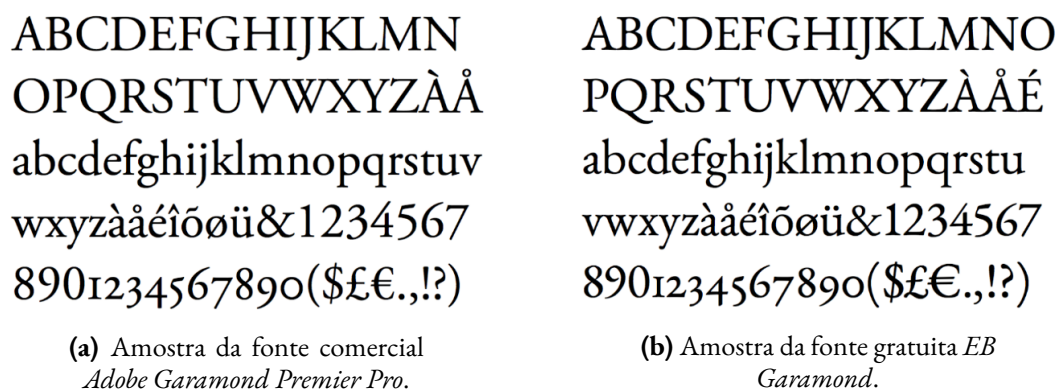 ABCDEFGHIJKLMN
OPQRSTUVWXYZÀÅ
abcdefghijklmnopqrstuv
wxyzàåéîõøü&1234567
8901234567890($£€.,!?)
(a) Amostra da fonte comercial
Adobe Garamond Premier Pro.
ABCDEFGHIJKLMNO
PQRSTUVWXYZÀÅÉ
abcdefghijklmnopqrstu
vwxyzàåéîõøü&1234567
8901234567890($£€.,!?)
(b) Amostra da fonte gratuita EB
Garamond.